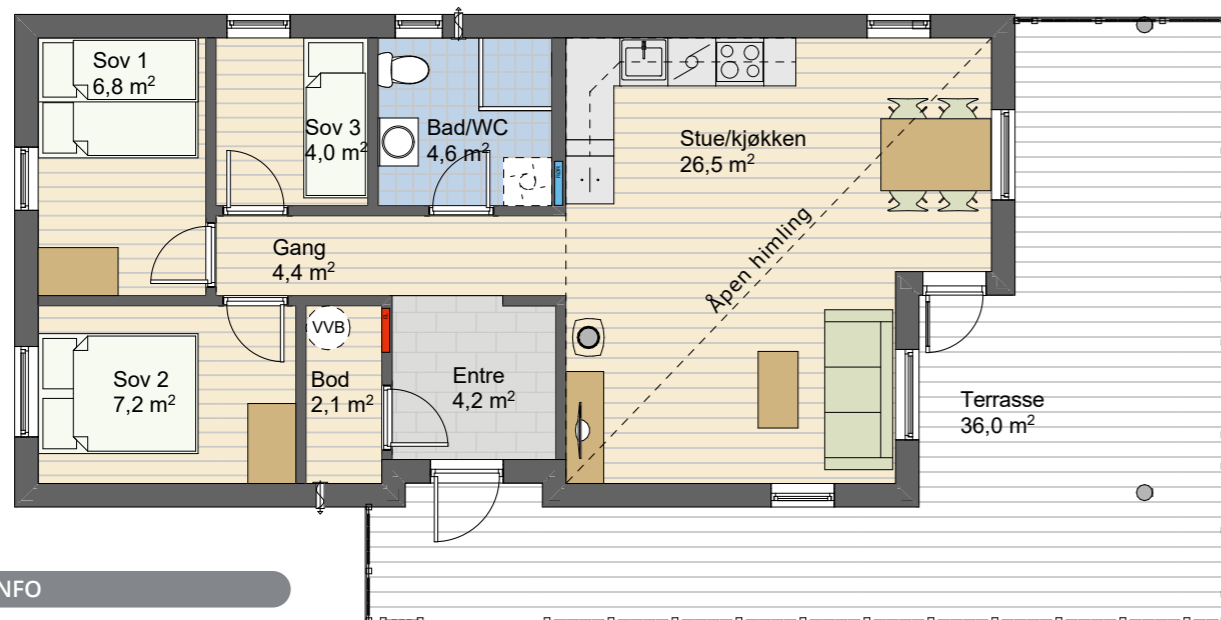 Sov 1
6,8 m²
Sov 3
4,0 m²
Bad/WC
4,6 m²
Stue/kjøkken
26,5 m²
Gang
4,4 m²
Åpen himling
VVB
Sov 2
7,2 m²
Bod
2,1 m²
Entre
4,2 m²
Terrasse
36,0 m²
NFO